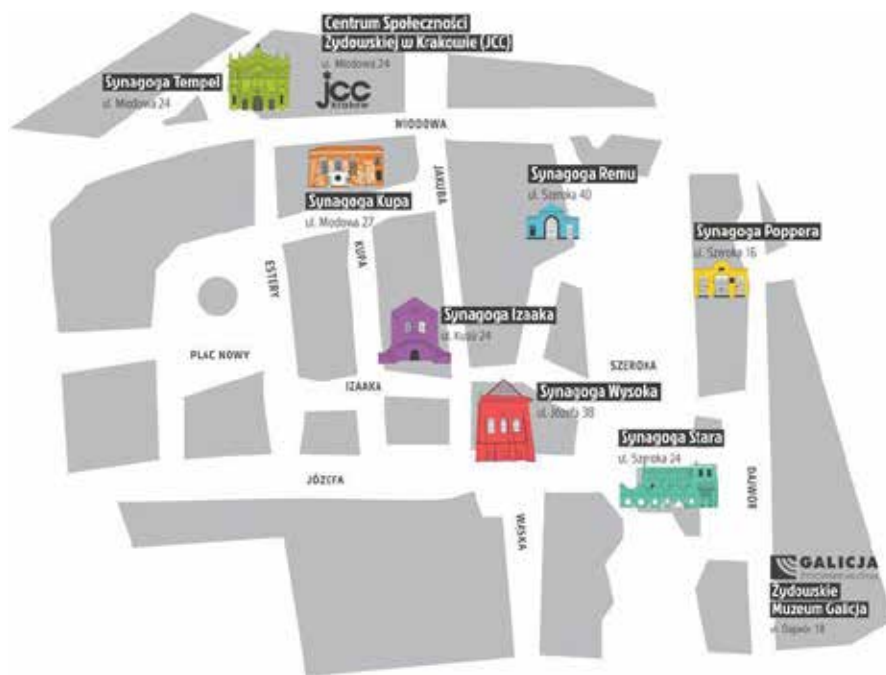 Centrum Społeczności
Żydowskiej w Krakowie (JCC)
ul. Miodowa 24
jcc
krakow
Synagoga Tempel
ul. Miodowa 24
MIODOWA
Synagoga Kupa
ul. Miodowa 27
JAKUBA
Synagoga Remu
ul. Szeroka 40
Synagoga Poppera
ul. Szeroka 16
ESTERY
KUPA
Synagoga Izaaka
ul. Kupa 24
PLAC NOWY
IZAAKA
SZEROKA
Synagoga Wysoka
ul. Józefa 38
Synagoga Stara
ul. Szeroka 24
JÓZEFA
WĄSKA
DAJWÓR
GALICJA
Żydowskie
Muzeum Galicja
ul. Dajwór 18